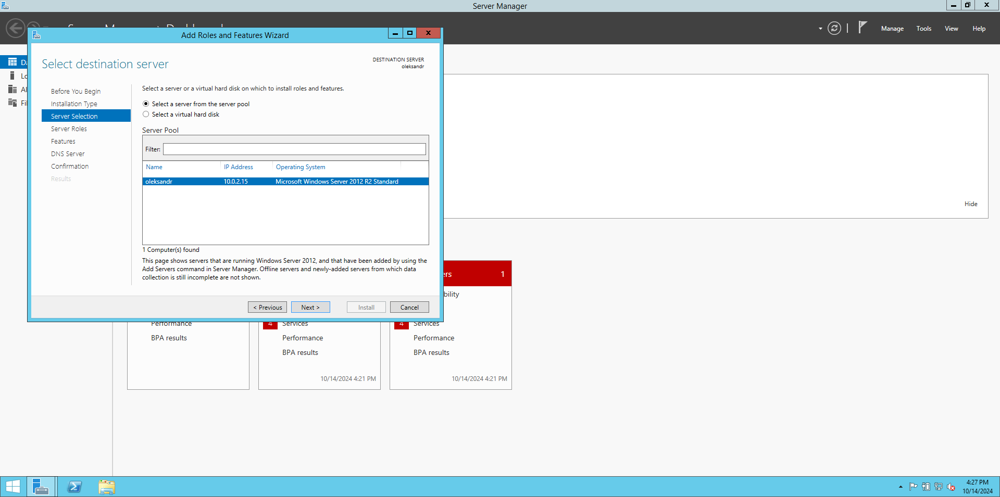 Server Manager
Manage
Tools
View
Help
Add Roles and Features Wizard
Select destination server
DESTINATION SERVER
oleksandr
Before You Begin
Installation Type
Server Selection
Server Roles
Features
DNS Server
Confirmation
Results
Select a server or a virtual hard disk on which to install roles and features.
Select a server from the server pool
Select a virtual hard disk
Server Pool
Filter:
Name IP Address Operating System
oleksandr 10.0.2.15 Microsoft Windows Server 2012 R2 Standard
1 Computer(s) found
This page shows servers that are running Windows Server 2012, and that have been added by using the
Add Servers command in Server Manager. Offline servers and newly-added servers from which data
collection is still incomplete are not shown.
< Previous
Next >
Install
Cancel
Hide
1
Performance
BPA results
4 Services
Performance
BPA results
10/14/2024 4:21 PM
4 Services
Performance
BPA results
10/14/2024 4:21 PM
4:27 PM
10/14/2024